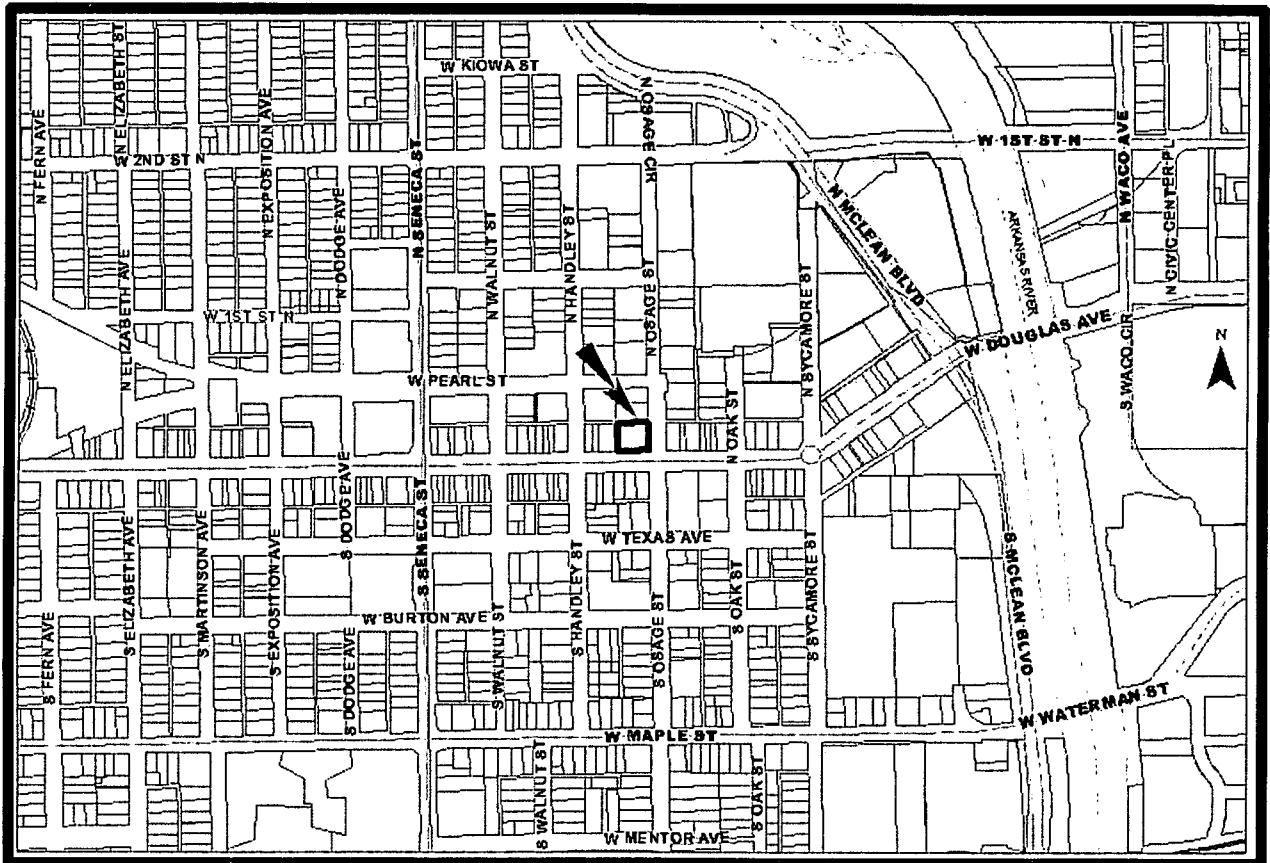 W KIOWA ST
N ELIZABETH ST
N FERN AVE
N EXPOSITION AVE
N OSAGE CIR
W 2ND ST N
W 1ST ST N
N WACO AVE
N CIVIC CENTER PL
N DODGE AVE
N SENECA ST
N MCLEAN BLVD
ARKANSAS RIVER
N ELIZABETH AVE
N WALNUT ST
N HANDLEY ST
N OSAGE ST
N SYCAMORE ST
W 1ST ST N
W DOUGLAS AVE
N
W PEARL ST
S WACO CIR
N OAK ST
S DODGE AVE
S SENECA ST
W TEXAS AVE
S ELIZABETH AVE
S MARTINSON AVE
S EXPOSITION AVE
S HANDLEY ST
S OAK ST
S SYCAMORE ST
S MCLEAN BLVD
W BURTON AVE
S FERN AVE
S DODGE AVE
S WALNUT ST
S OSAGE ST
W WATERMAN ST
W MAPLE ST
S WALNUT ST
S OAK ST
W MENTOR AVE